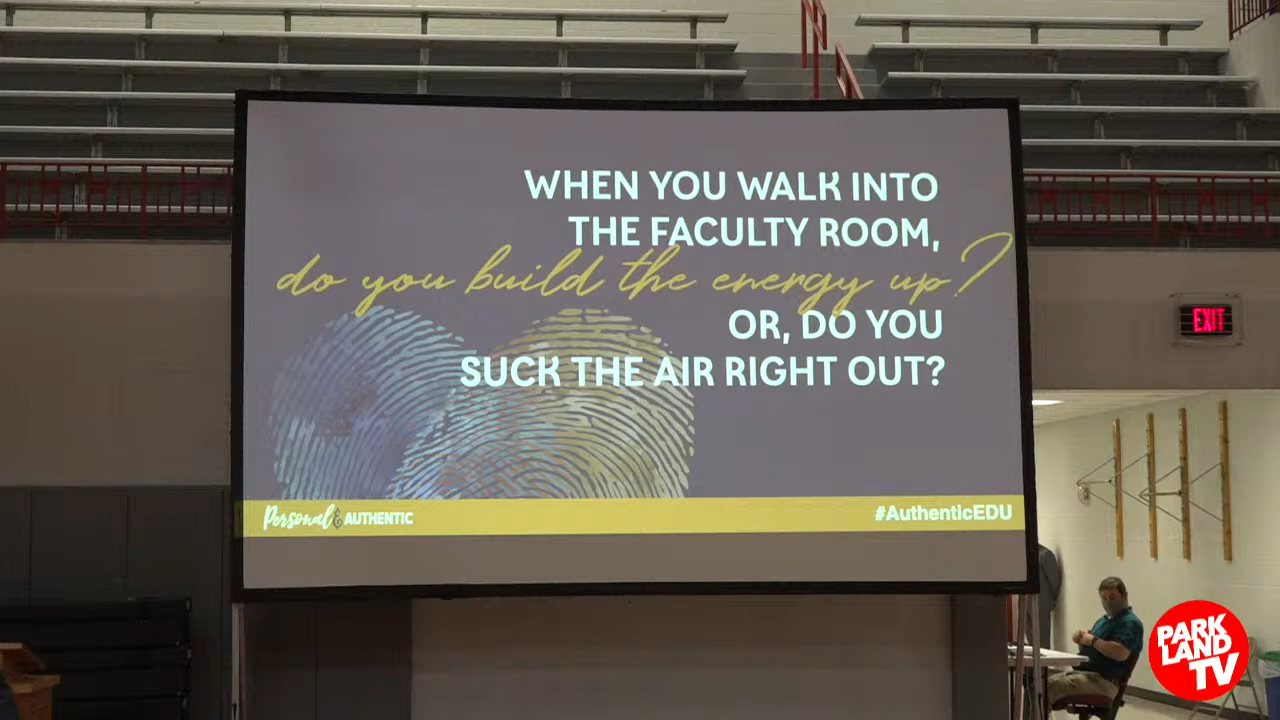 WHEN YOU WALK INTO
THE FACULTY ROOM,
do you build the energy up?
OR, DO YOU
SUCK THE AIR RIGHT OUT?
Personal & AUTHENTIC
#AuthenticEDU
EXIT
PARK
LAND
TV